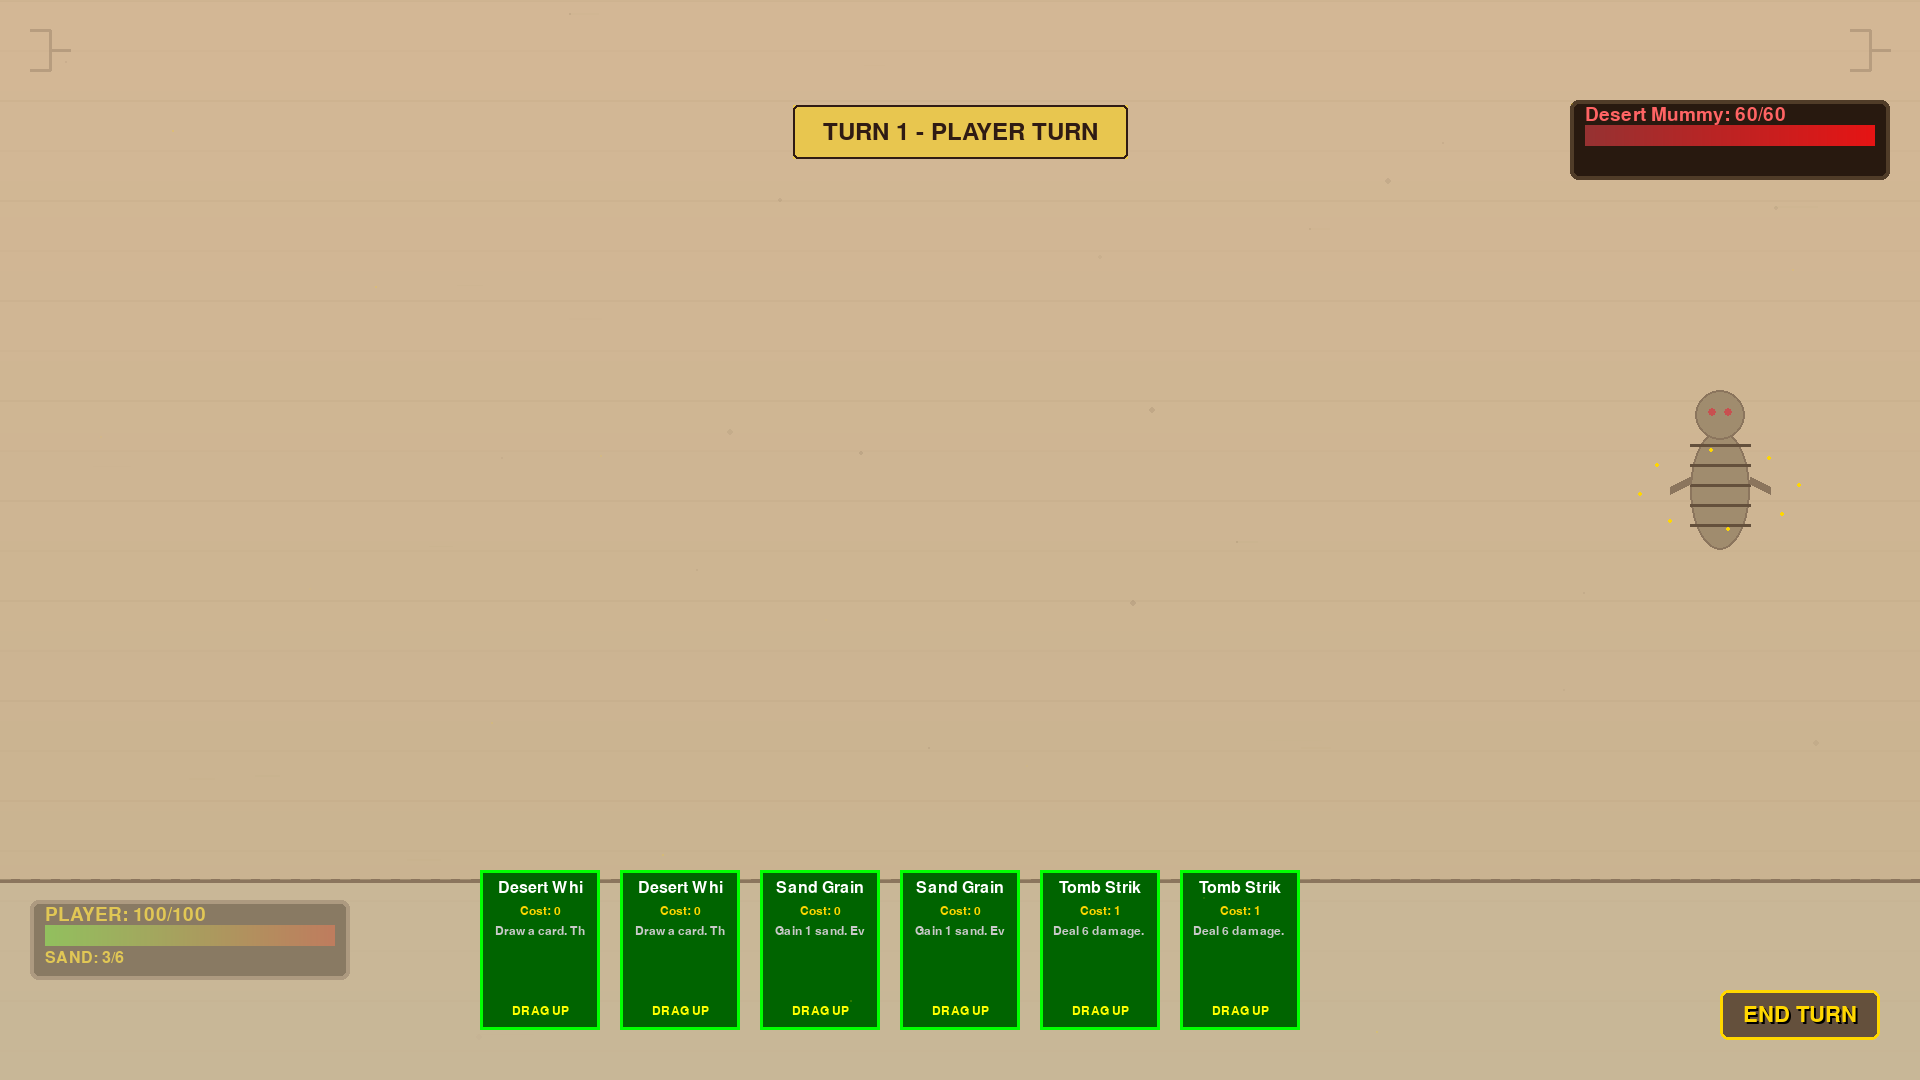 TURN 1 - PLAYER TURN
Desert Mummy: 60/60
Desert Whi
Cost: 0
Draw a card. Th
DRAG UP
Desert Whi
Cost: 0
Draw a card. Th
DRAG UP
Sand Grain
Cost: 0
Gain 1 sand. Ev
DRAG UP
Sand Grain
Cost: 0
Gain 1 sand. Ev
DRAG UP
Tomb Strik
Cost: 1
Deal 6 damage.
DRAG UP
Tomb Strik
Cost: 1
Deal 6 damage.
DRAG UP
PLAYER: 100/100
SAND: 3/6
END TURN